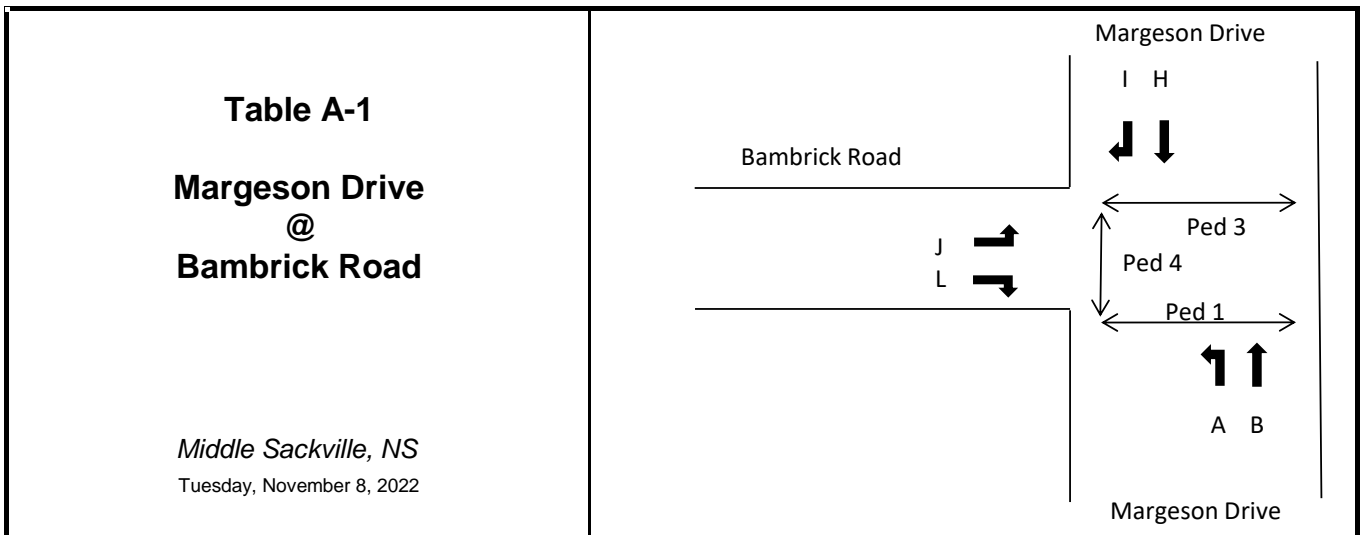 Table A-1
Margeson Drive
@
Bambrick Road
Middle Sackville, NS
Tuesday, November 8, 2022
Margeson Drive
I H
Bambrick Road
Ped 3
J
Ped 4
L
Ped 1
A B
Margeson Drive